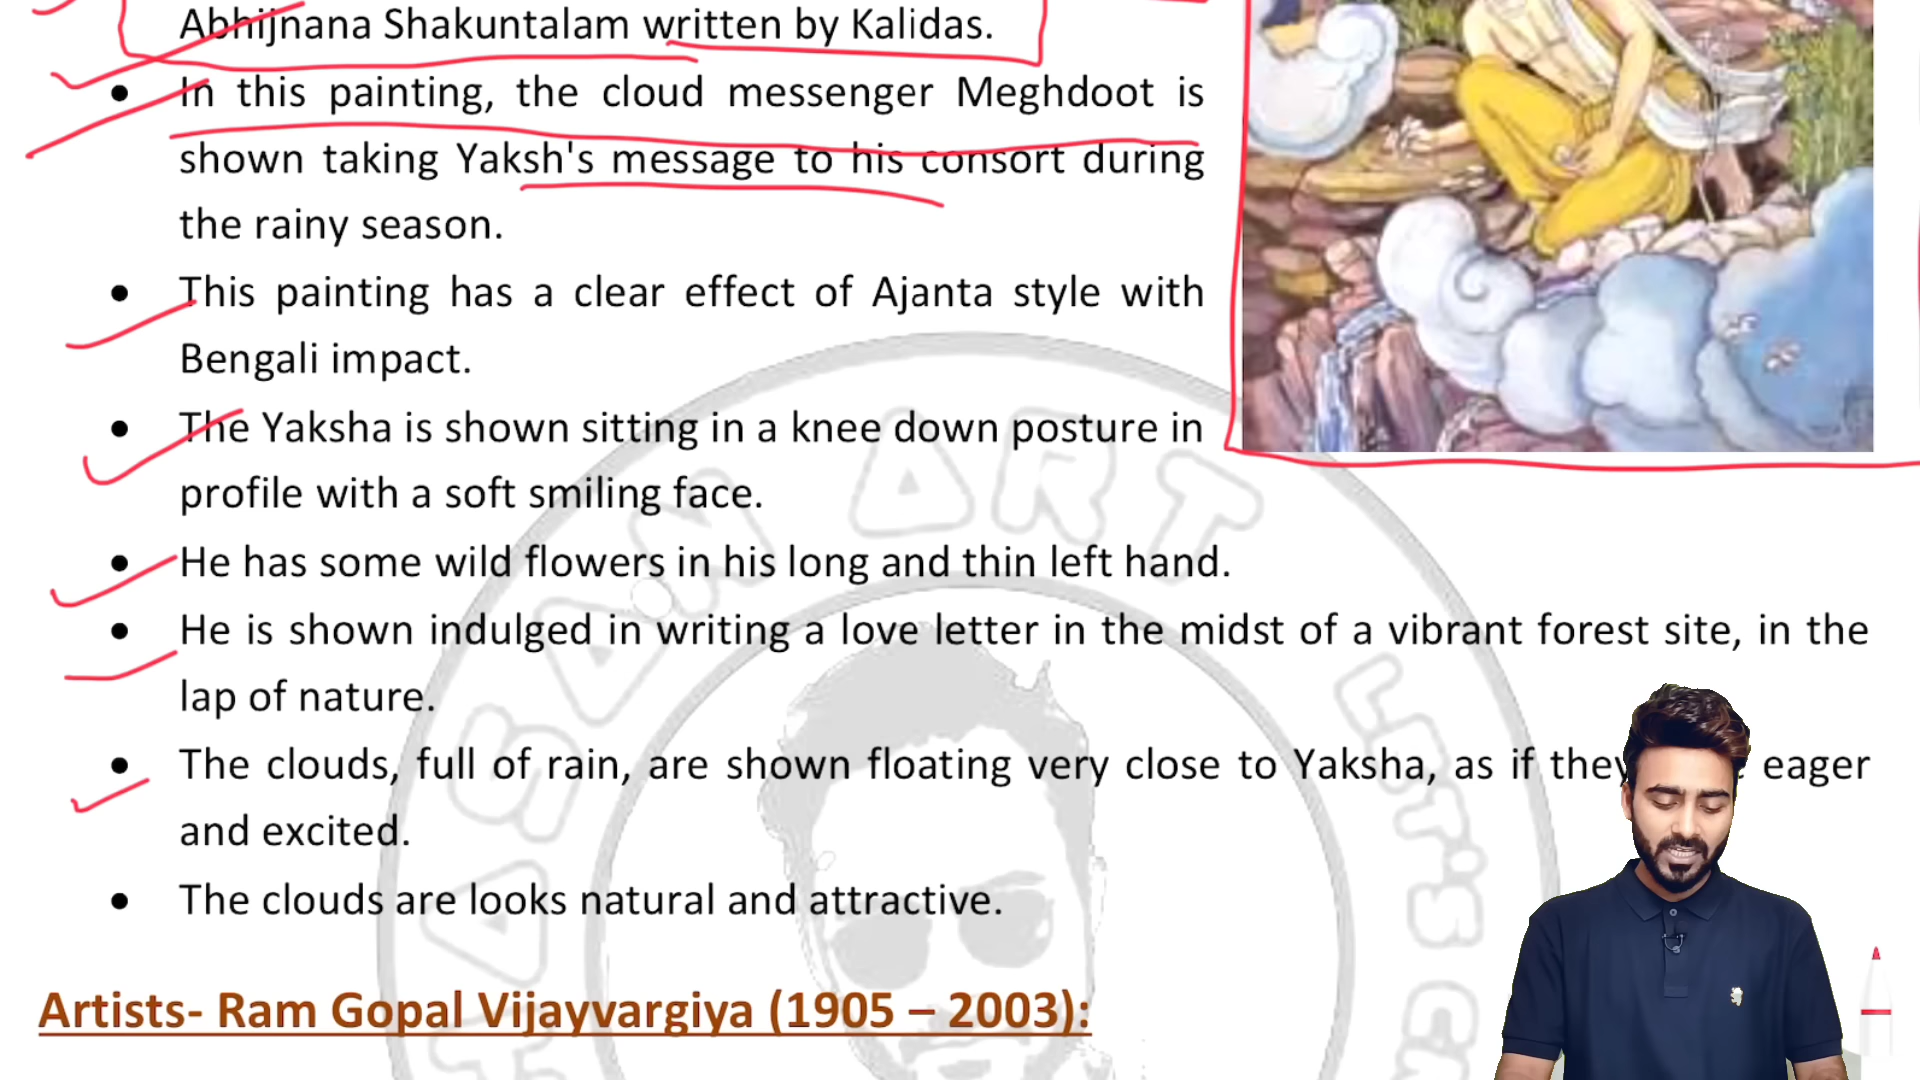 Abhijnana Shakuntalam written by Kalidas.
• In this painting, the cloud messenger Meghdoot is
shown taking Yaksh's message to his consort during
the rainy season.
• This painting has a clear effect of Ajanta style with
Bengali impact.
• The Yaksha is shown sitting in a knee down posture in
profile with a soft smiling face.
• He has some wild flowers in his long and thin left hand.
• He is shown indulged in writing a love letter in the midst of a vibrant forest site, in the
lap of nature.
• The clouds, full of rain, are shown floating very close to Yaksha, as if they eager
and excited.
• The clouds are looks natural and attractive.
Artists- Ram Gopal Vijayvargiya (1905 – 2003):
ART